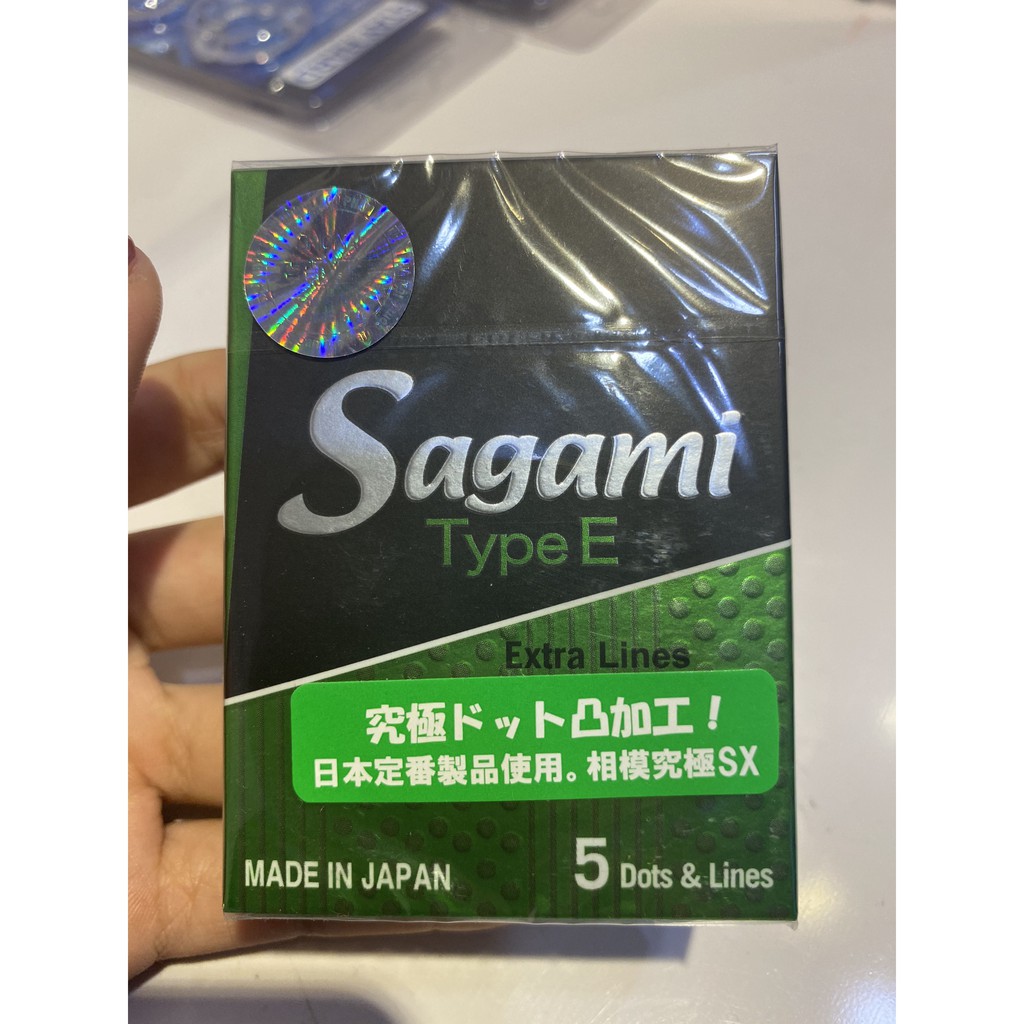 Sagami
Type E
Extra Lines
究極ドット凸加工！
日本定番製品使用。相模究極SX
MADE IN JAPAN
5 Dots & Lines